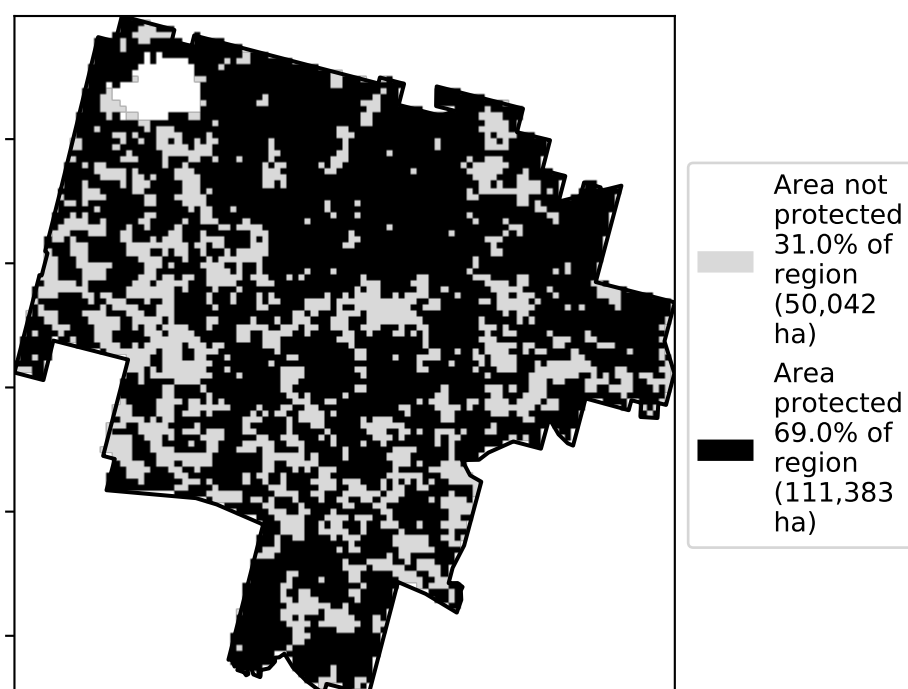 Area not
protected
31.0% of
region
(50,042
ha)
Area
protected
69.0% of
region
(111,383
ha)